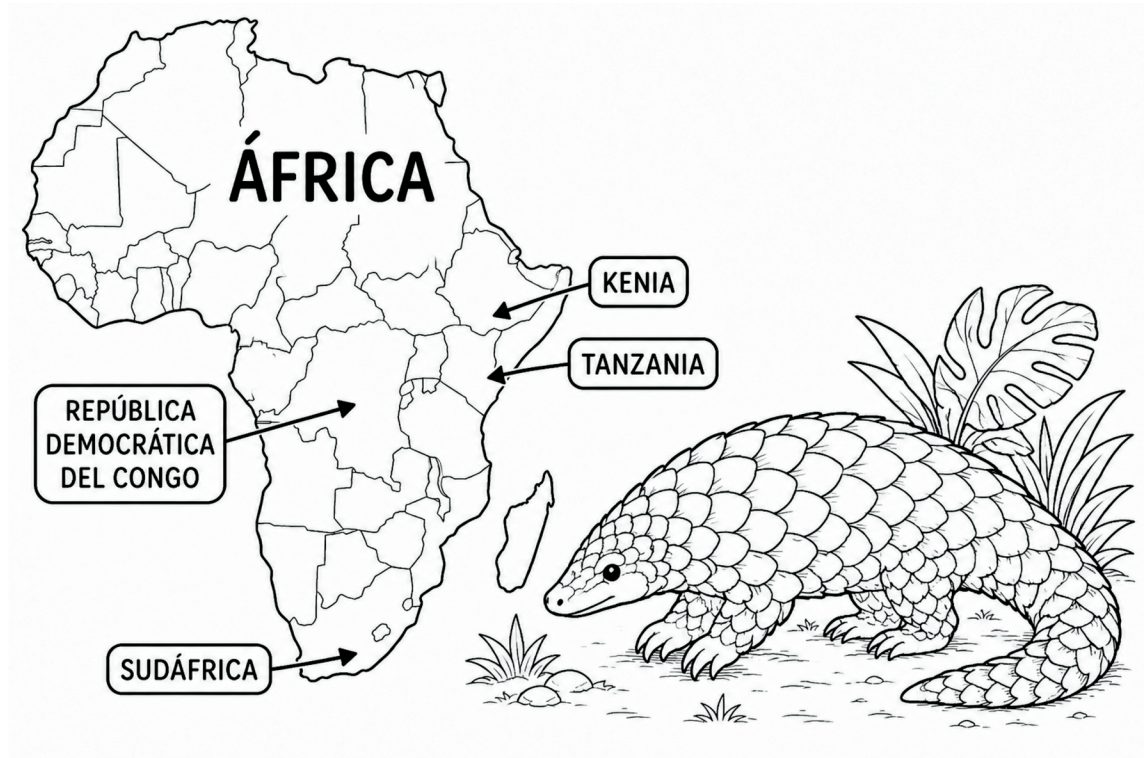 ÁFRICA
KENIA
TANZANIA
REPÚBLICA
DEMOCRÁTICA
DEL CONGO
SUDÁFRICA